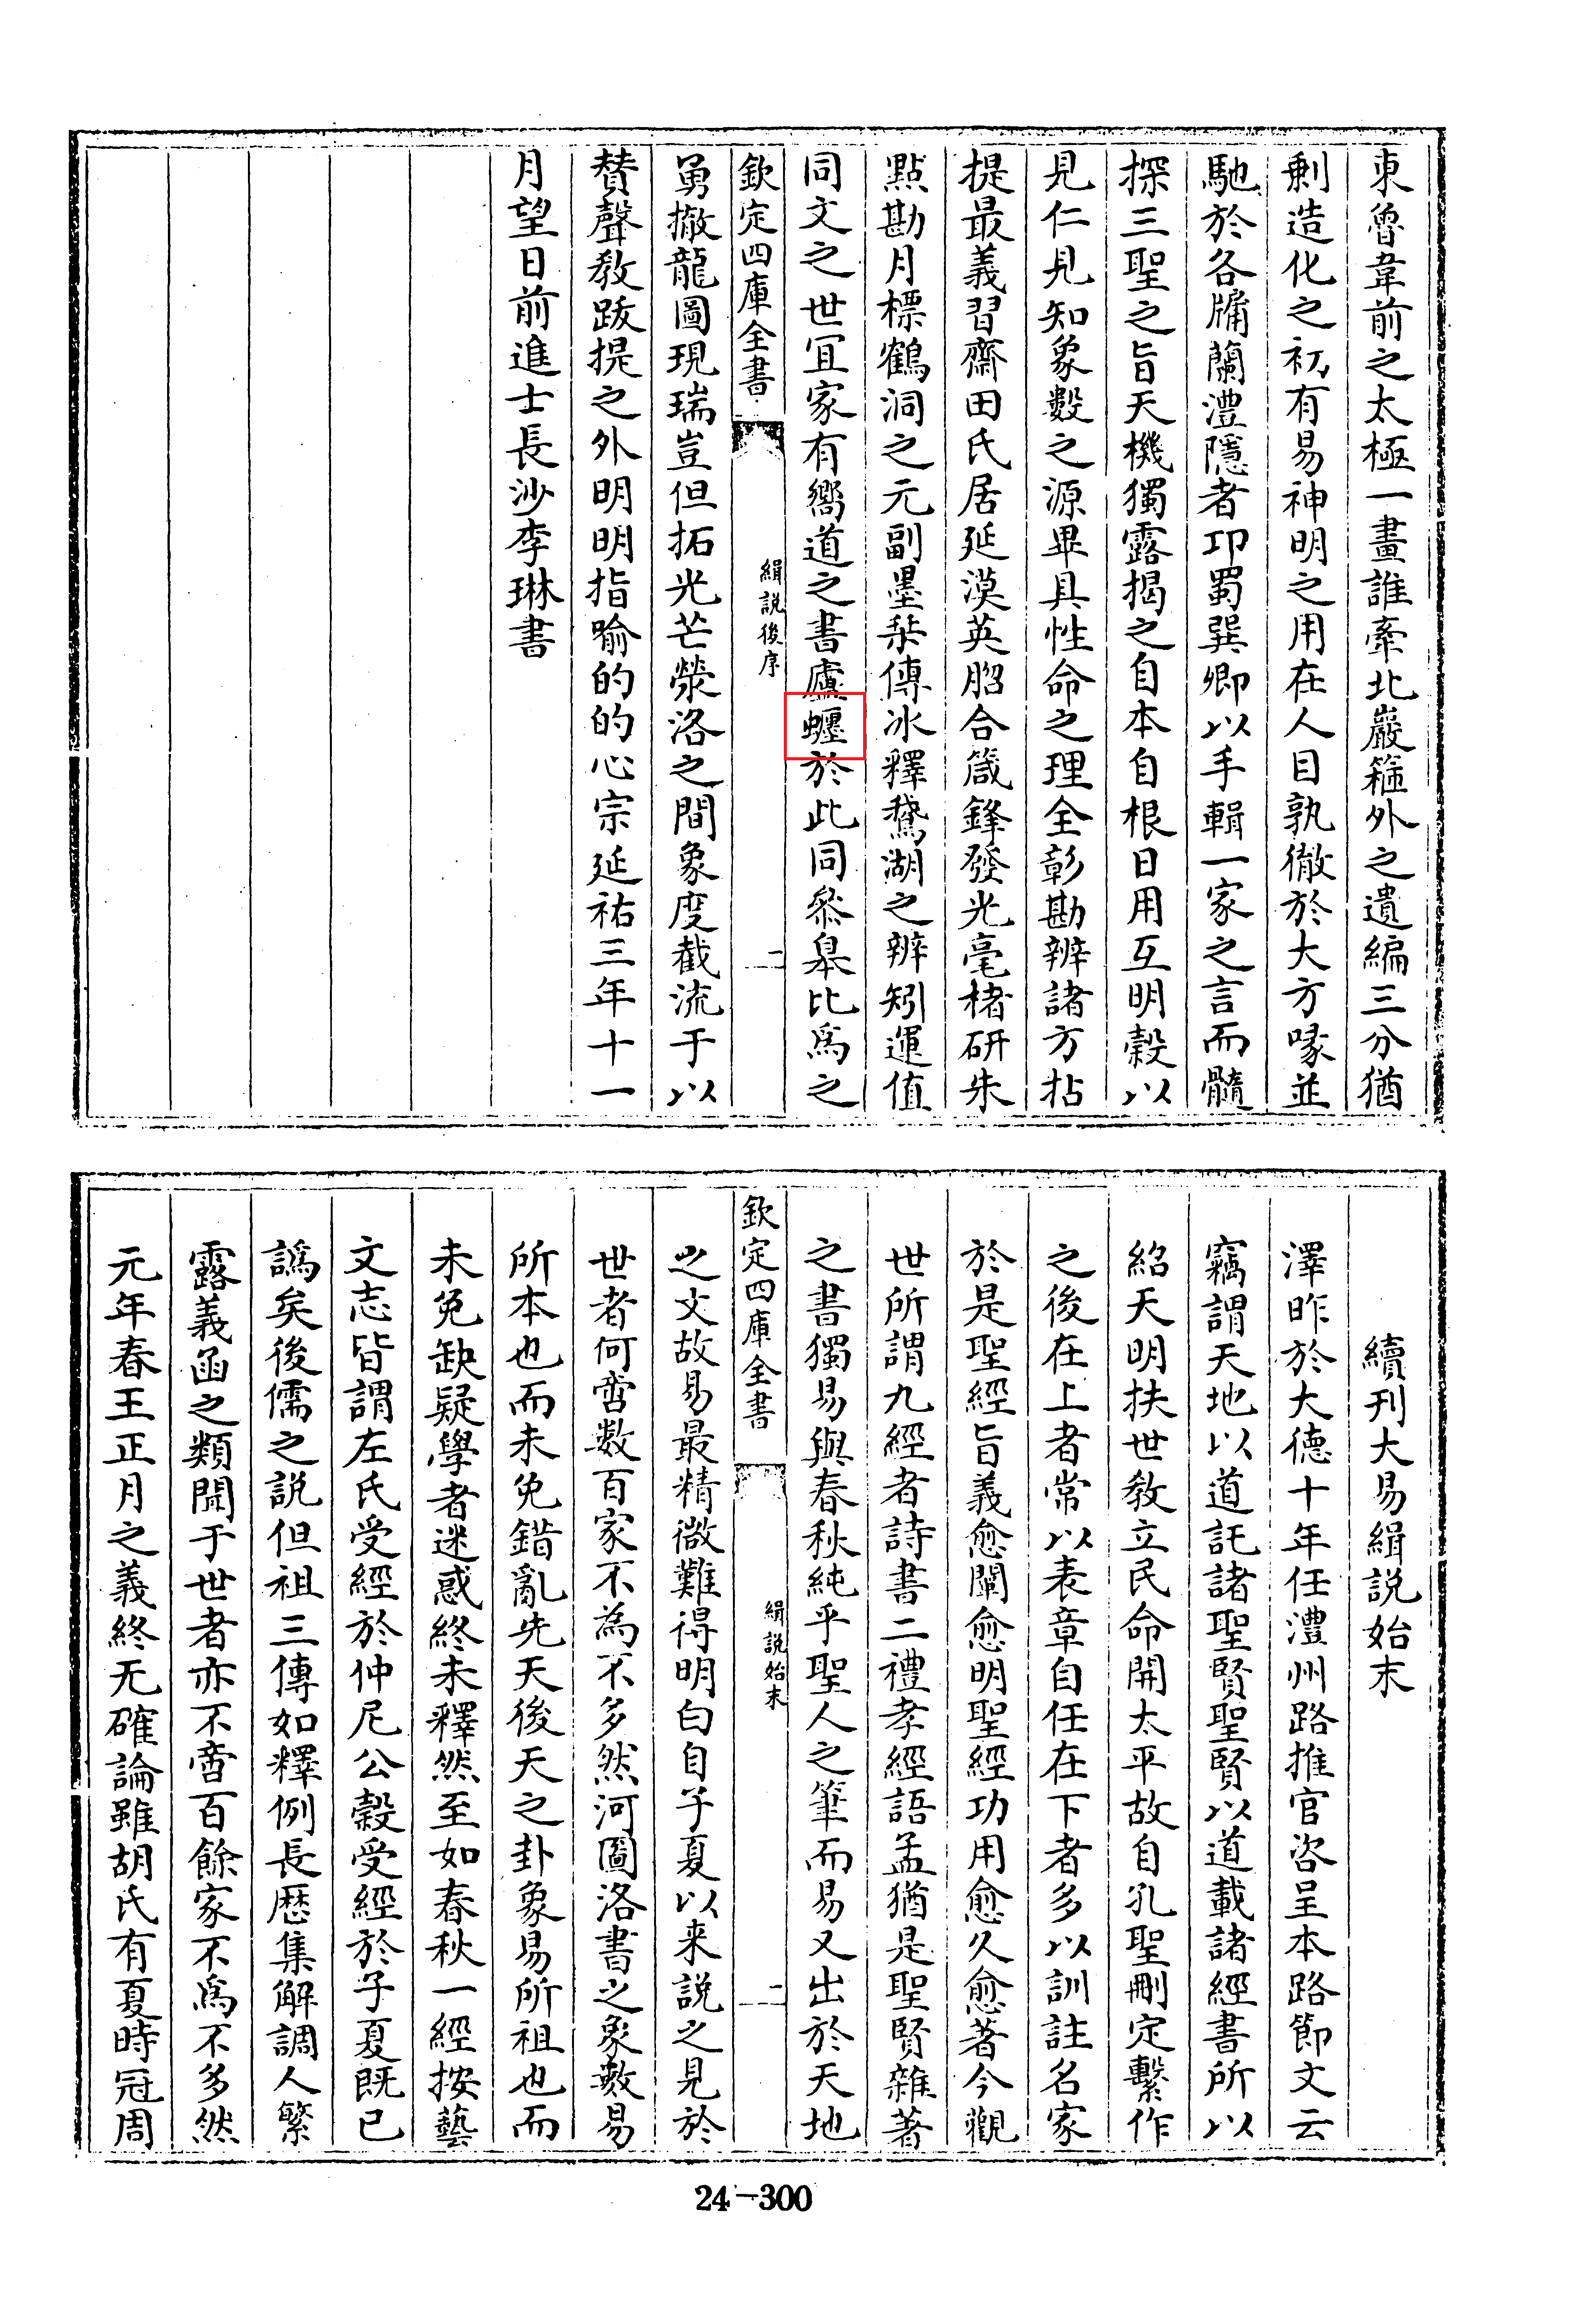 東魯韋前之太極一畫誰牽北巖箍外之遺編三分猶
剰造化之初有易神明之用在人目孰徹於大方喙並
馳於各牗蘭澧隱者卭蜀巽卿以手輯一家之言而髓
探三聖之旨天機獨露揭之自本自根日用互明榖以
見仁見知象數之源畢具性命之理全彰勘辨諸方拈
提最義習齋田氏居延漠英脗合箴鋒發光毫楮研朱
點勘月標鶴洞之元副墨栞傳冰釋鵞湖之辨矧運值
同文之世宜家有嚮道之書廬蠷於此同叅臯比爲之
欽定四庫全書
緝説後序
二
勇撤龍圖現瑞豈但拓光芒滎洛之間象度截流于以
賛聲敎跋提之外明明指喻的的心宗延祐三年十一
月望日前進士長沙李琳書
續刊大易緝説始末
澤昨於大德十年任澧州路推官咨呈本路節文云
竊謂天地以道託諸聖賢聖賢以道載諸經書所以
紹天明扶世敎立民命開太平故自孔聖刪定繫作
之後在上者常以表章自任在下者多以訓註名家
於是聖經旨義愈闡愈明聖經功用愈久愈著今觀
世所謂九經者詩書二禮孝經語孟猶是聖賢雜著
之書獨易與春秋純乎聖人之筆而易又出於天地
欽定四庫全書
緝説始末
一
之文故易最精微難得明白自子夏以来説之見於
世者何啻數百家不為不多然河圖洛書之象數易
所本也而未免錯亂先天後天之卦象易所祖也而
未免缺疑學者迷惑終未釋然至如春秋一經按藝
文志皆謂左氏受經於仲尼公榖受經於子夏既已
譌矣後儒之説但祖三傳如釋例長歴集解調人繁
露義函之類開于世者亦不啻百餘家不爲不多然
元年春王正月之義終无確論雖胡氏有夏時冠周
24-300